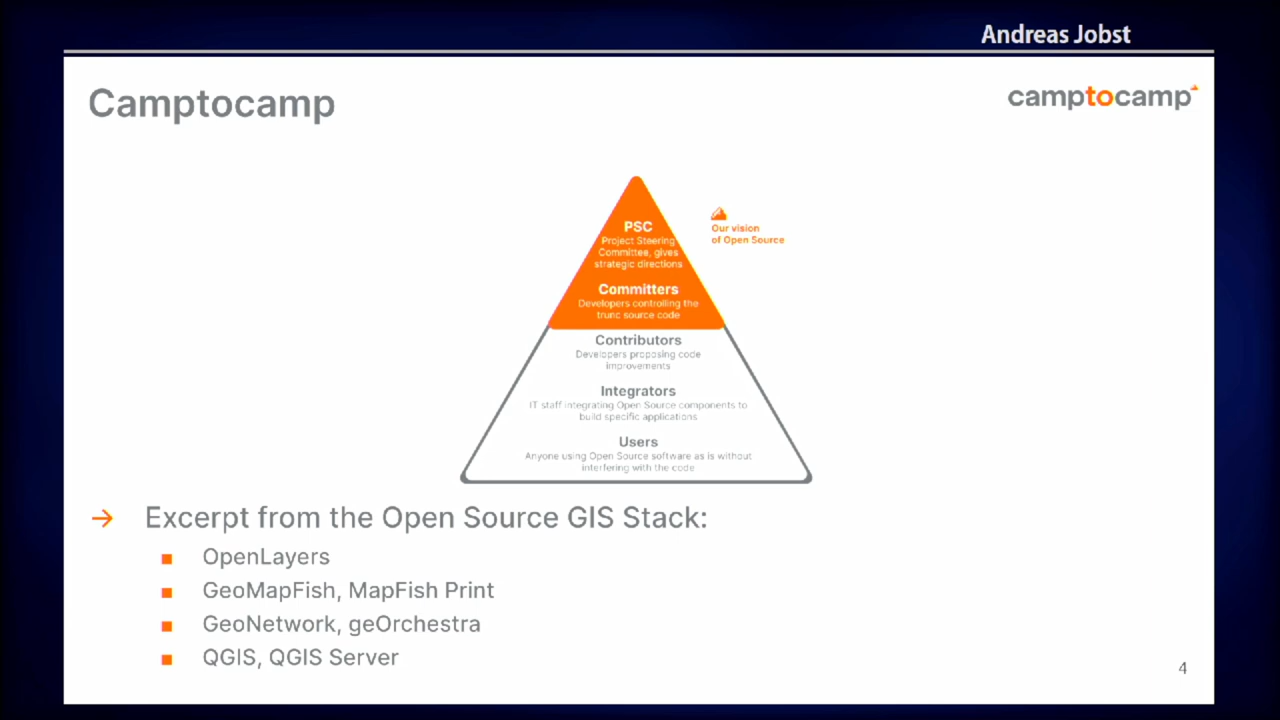 Andreas Jobst
Camptocamp
camptocamp
PSC
Project Steering
Committee, gives
strategic directions
Our vision
of Open Source
Committers
Developers controlling the
trunc source code
Contributors
Developers proposing code
improvements
Integrators
IT staff integrating Open Source components to
build specific applications
Users
Anyone using Open Source software as is without
interfering with the code
→ Excerpt from the Open Source GIS Stack:
■ OpenLayers
■ GeoMapFish, MapFish Print
■ GeoNetwork, geOrchestra
■ QGIS, QGIS Server
4